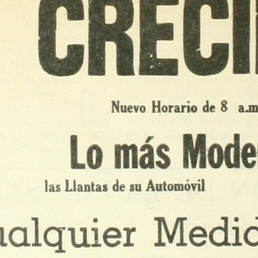 CRECI
Nuevo Horario de 8 a.m
Lo más Mode
las Llantas de su Automóvil
ualquier Medid